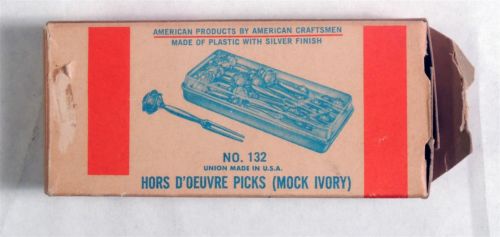 AMERICAN PRODUCTS BY AMERICAN CRAFTSMEN
MADE OF PLASTIC WITH SILVER FINISH
NO. 132
UNION MADE IN U.S.A.
HORS D'OEUVRE PICKS (MOCK IVORY)